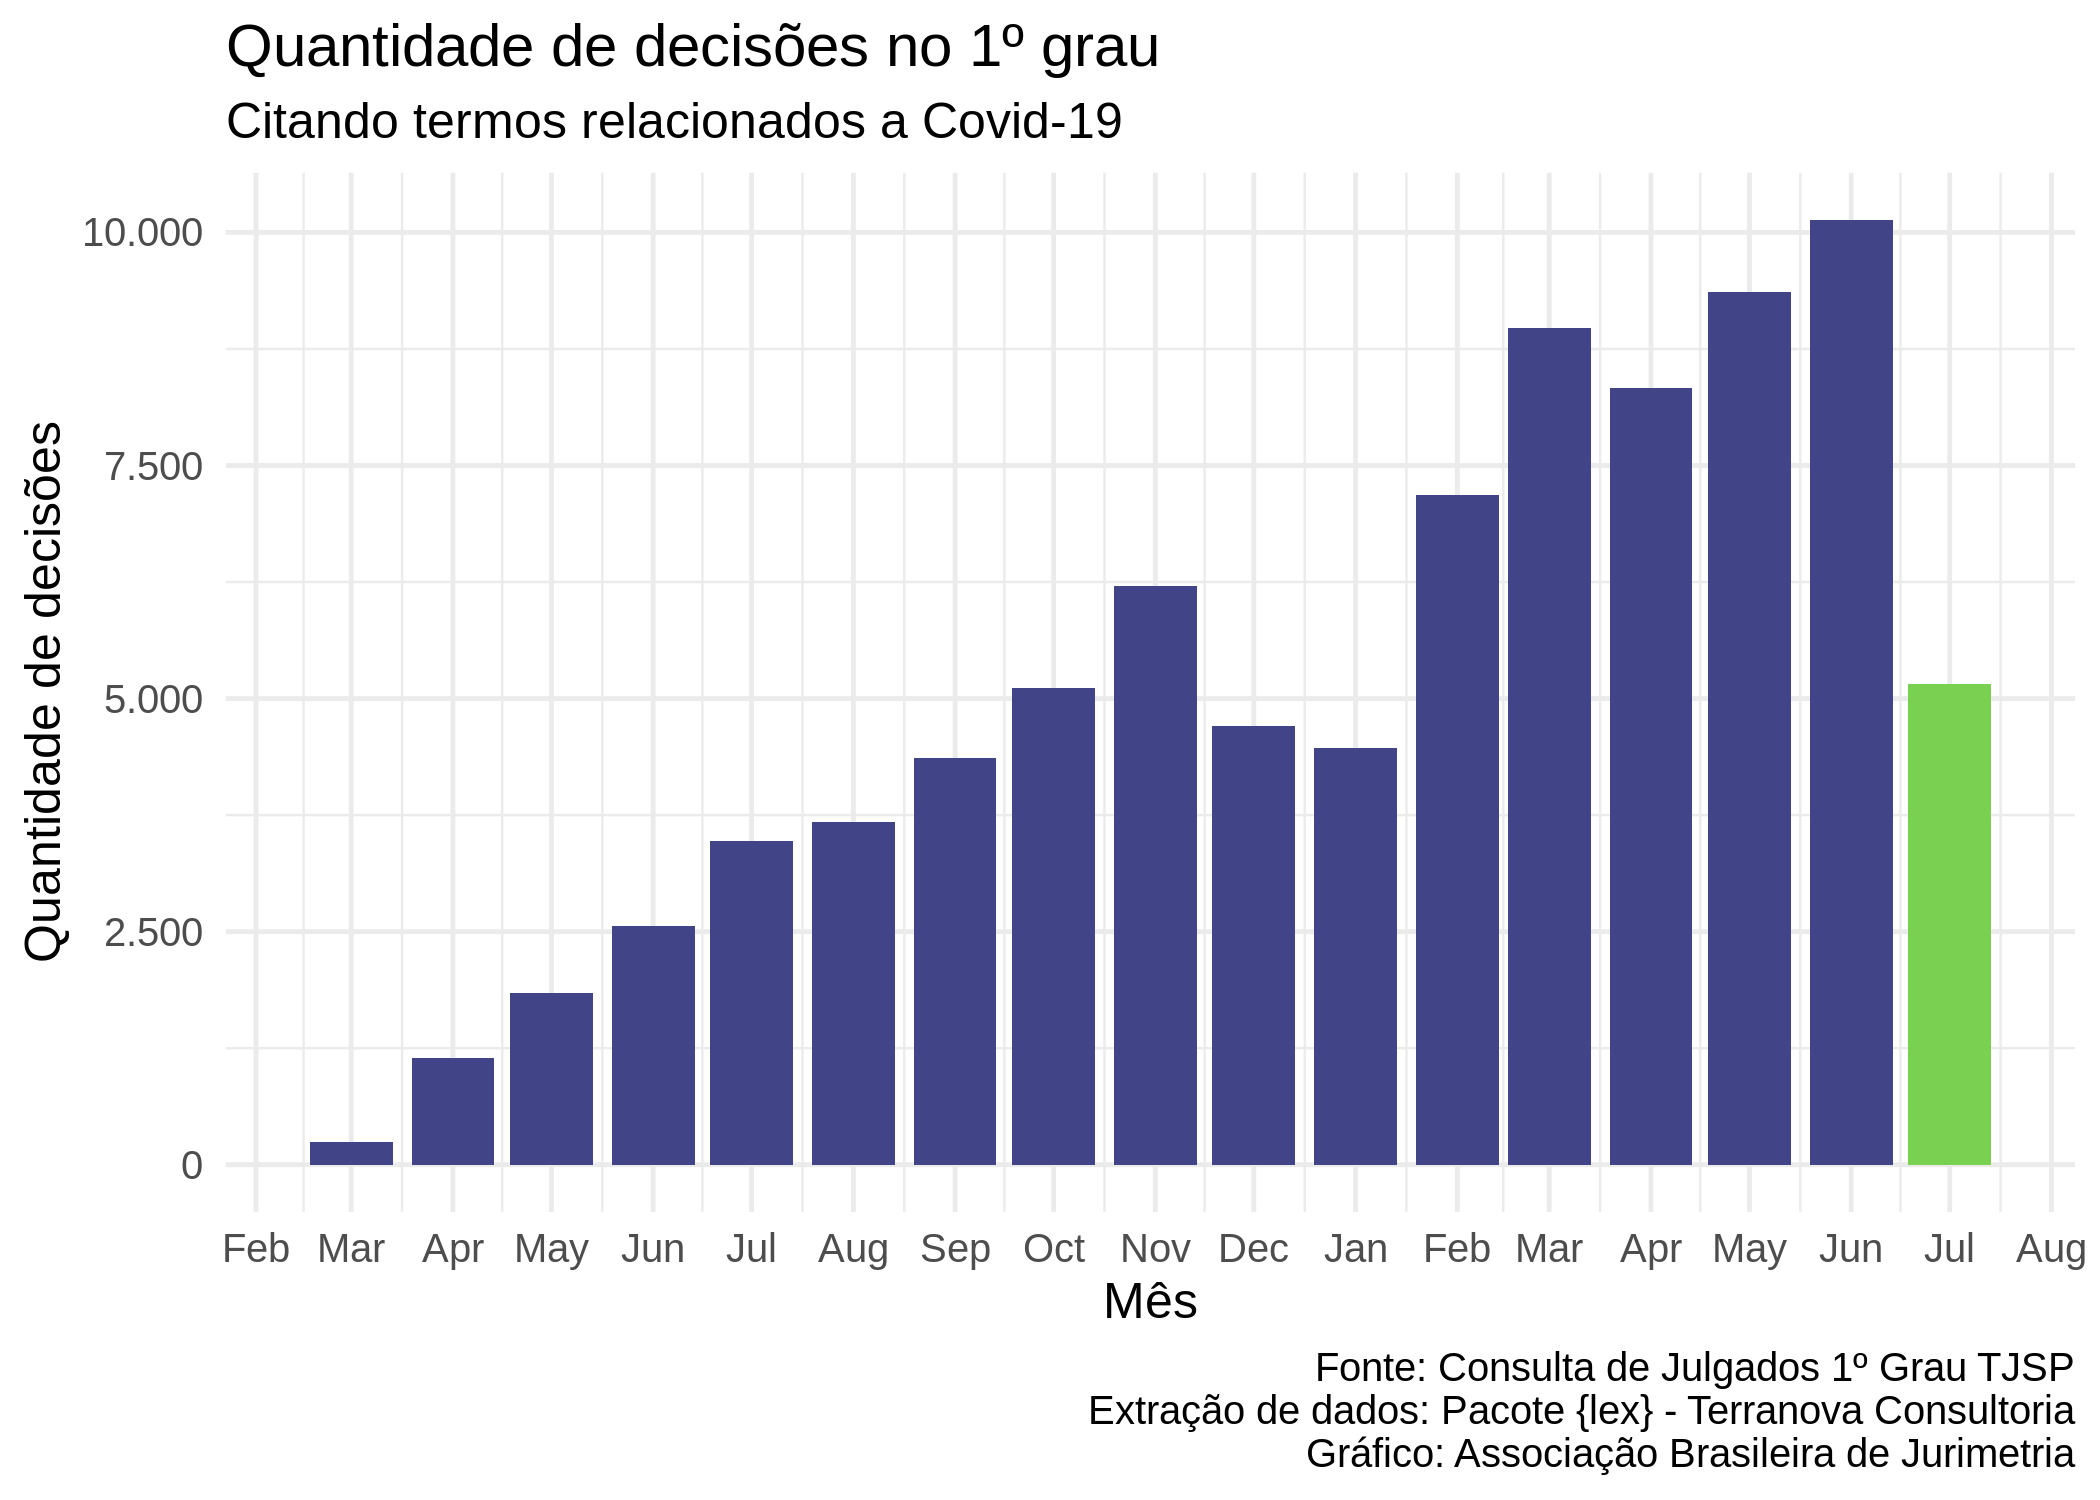 Quantidade de decisões no 1º grau
Citando termos relacionados a Covid-19
Quantidade de decisões
10.000
7.500
5.000
2.500
0
Feb Mar Apr May Jun Jul Aug Sep Oct Nov Dec Jan Feb Mar Apr May Jun Jul Aug
Mês
Fonte: Consulta de Julgados 1º Grau TJSP
Extração de dados: Pacote {lex} - Terranova Consultoria
Gráfico: Associação Brasileira de Jurimetria